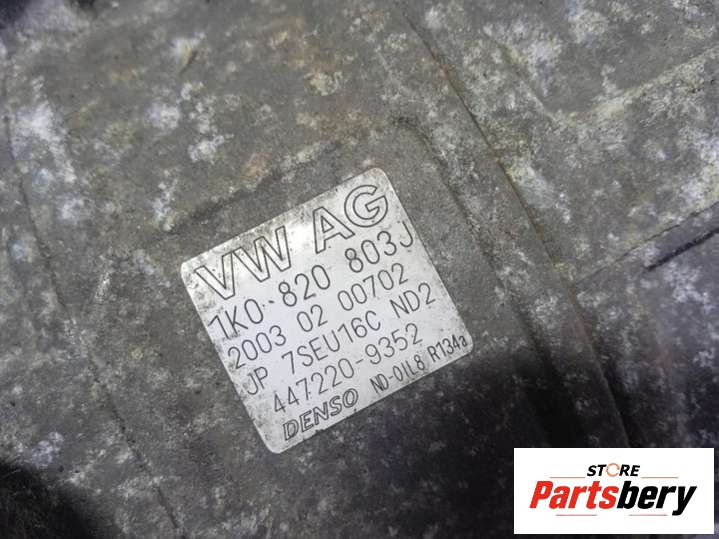 VW AG
1K0 820 803J
2003 02 00702
JP 7SEU16C ND2
447220-9352
DENSO ND-OIL8 R134a
STORE
Partsbery